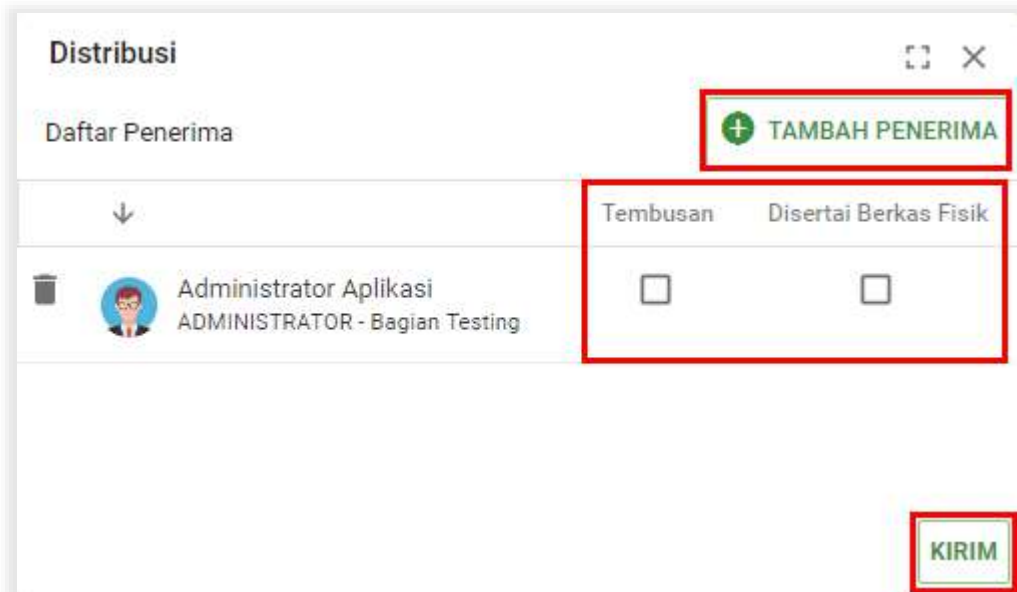 Distribusi
Daftar Penerima
TAMBAH PENERIMA
Tembusan Disertai Berkas Fisik
Administrator Aplikasi
ADMINISTRATOR - Bagian Testing
KIRIM